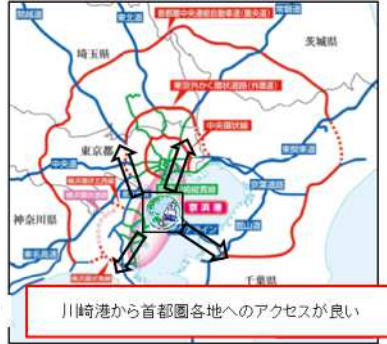 関越道
東北道
首都圏中央連絡自動車道(圏央道)
常磐道
茨城県
埼玉県
東京外かく環状道路(外環道)
中央環状線
東京都
東関東道
中央道
京葉道路
京浜港
神奈川県
館山道
東名高速
千葉県
川崎港から首都圏各地へのアクセスが良い